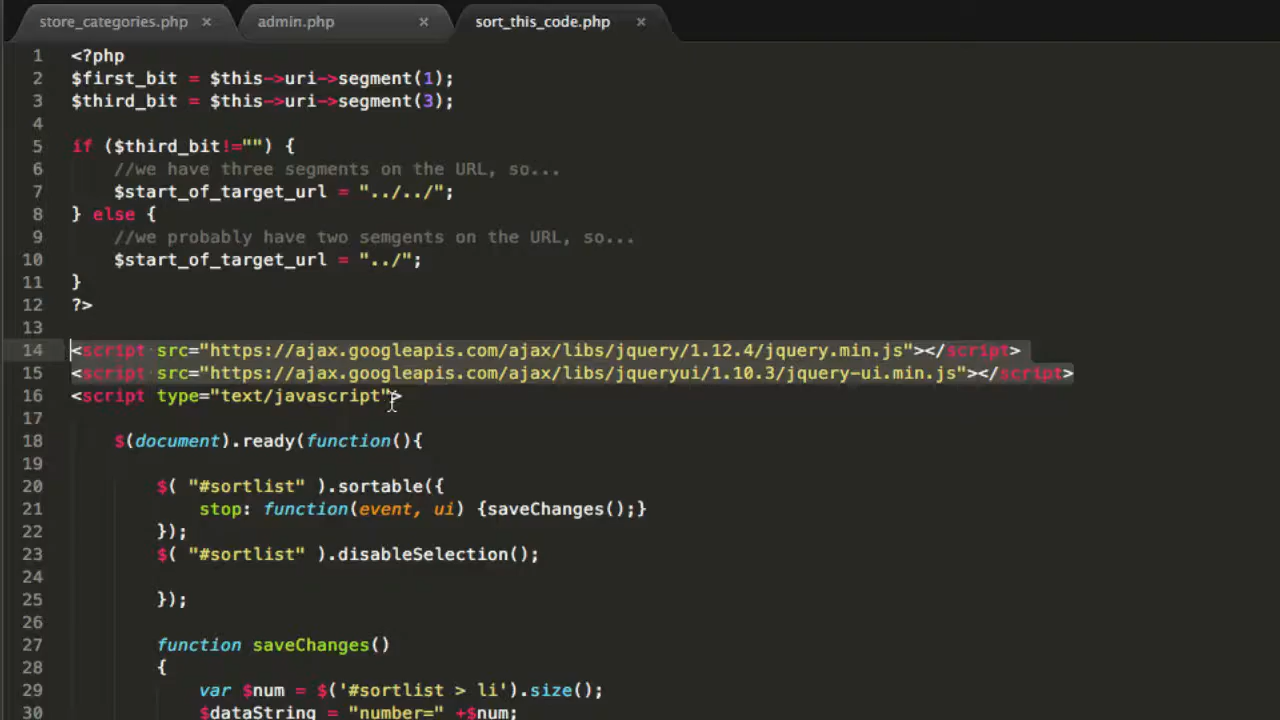 store_categories.php × admin.php × sort_this_code.php ×
1 <?php
2 $first_bit = $this->uri->segment(1);
3 $third_bit = $this->uri->segment(3);
4
5 if ($third_bit!="") {
6 //we have three segments on the URL, so...
7 $start_of_target_url = "../../";
8 } else {
9 //we probably have two semgents on the URL, so...
10 $start_of_target_url = "../";
11 }
12 ?>
13
14 <script src="https://ajax.googleapis.com/ajax/libs/jquery/1.12.4/jquery.min.js"></script>
15 <script src="https://ajax.googleapis.com/ajax/libs/jqueryui/1.10.3/jquery-ui.min.js"></script>
16 <script type="text/javascript">
17
18 $(document).ready(function(){
19
20 $( "#sortlist" ).sortable({
21 stop: function(event, ui) {saveChanges();}
22 });
23 $( "#sortlist" ).disableSelection();
24
25 });
26
27 function saveChanges()
28 {
29 var $num = $('#sortlist > li').size();
30 $dataString = "number=" +$num;